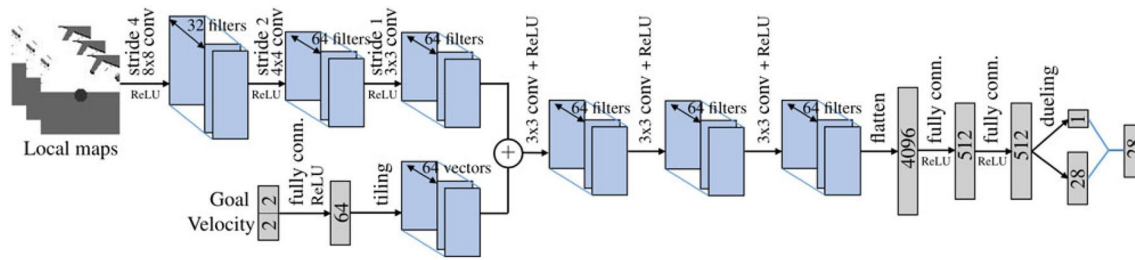 stride 4
8x8 conv
ReLU
32 filters
stride 2
4x4 conv
ReLU
64 filters
stride 1
3x3 conv
ReLU
64 filters
Local maps
Goal
Velocity
2 2
fully conn.
ReLU
64
tiling
64 vectors
+
3x3 conv + ReLU
64 filters
3x3 conv + ReLU
64 filters
3x3 conv + ReLU
64 filters
flatten
4096
fully conn.
ReLU
512
fully conn.
ReLU
512
dueling
1
28
28